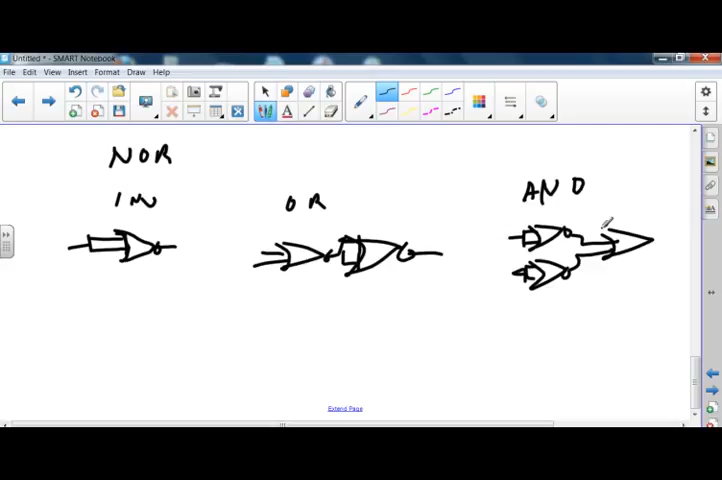 Untitled * - SMART Notebook
File Edit View Insert Format Draw Help
NOR
IN
OR
AND
Extend Page